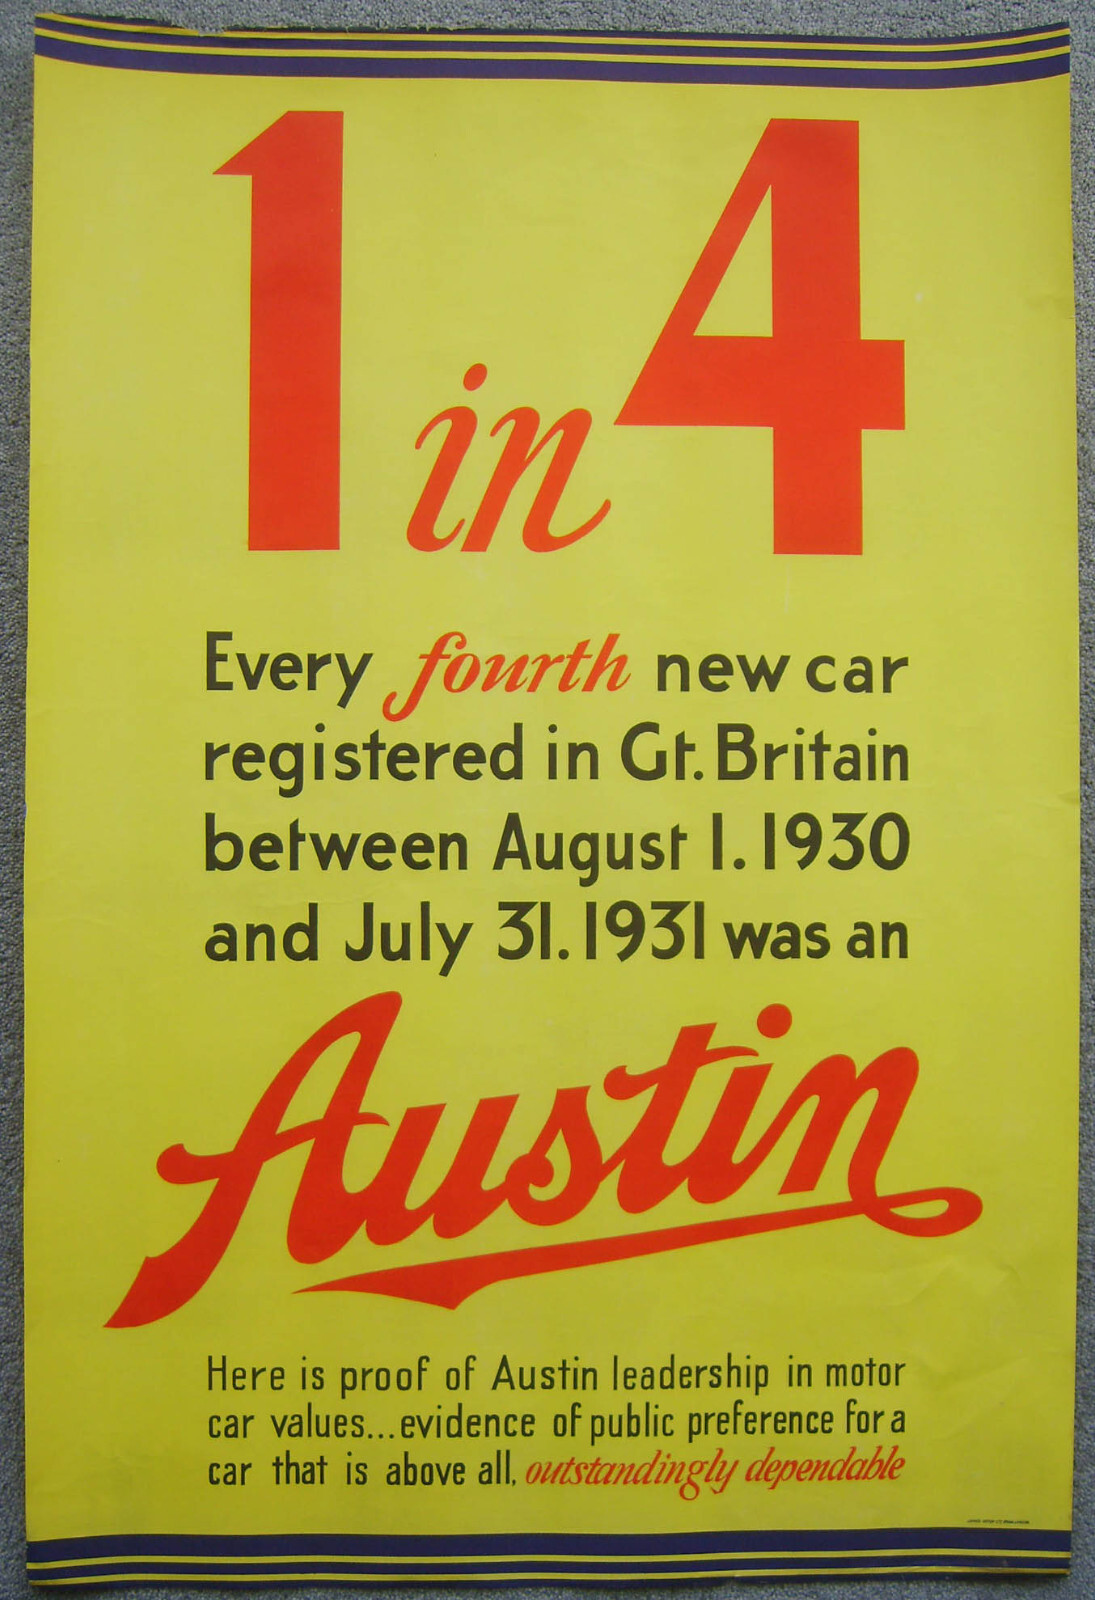 1 in 4
Every fourth new car
registered in Gt. Britain
between August 1. 1930
and July 31. 1931 was an
Austin
Here is proof of Austin leadership in motor
car values...evidence of public preference for a
car that is above all, outstandingly dependable